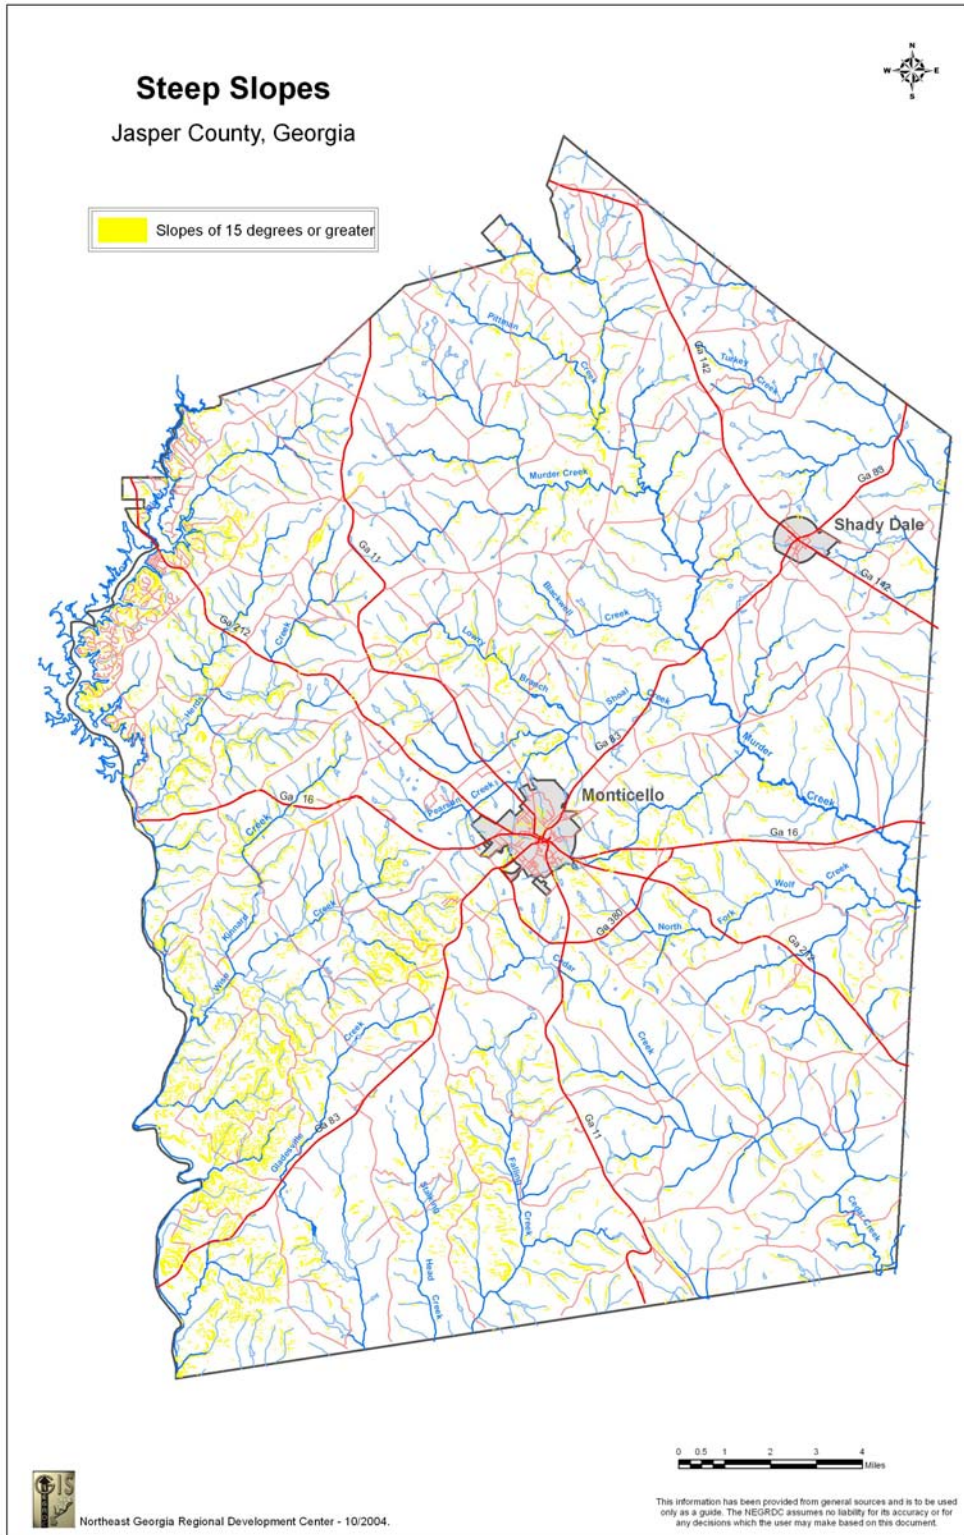 Steep Slopes
Jasper County, Georgia
N
W E
S
Slopes of 15 degrees or greater
Pittman
Creek
Ga 142
Turkey
Creek
Murder Creek
Ga 83
Shady Dale
Ga 142
Ga 11
Ga 212
Creek
Herds
Blackwell
Creek
Lowry
Branch
Shoal
Creek
Ga 83
Murder
Creek
Monticello
Pearson Creek
Ga 16
Creek
Kinnard
Ga 16
Creek
Wise
Wolf
Creek
North
Fork
Ga 380
Ga 212
Cedar
Creek
Creek
Gladesville
Ga 83
Ga 11
Falling
Creek
Stalking
Head
Creek
Cedar Creek
0 0.5 1 2 3 4
Miles
GIS
Northeast Georgia Regional Development Center - 10/2004.
This information has been provided from general sources and is to be used
only as a guide. The NEGRDC assumes no liability for its accuracy or for
any decisions which the user may make based on this document.